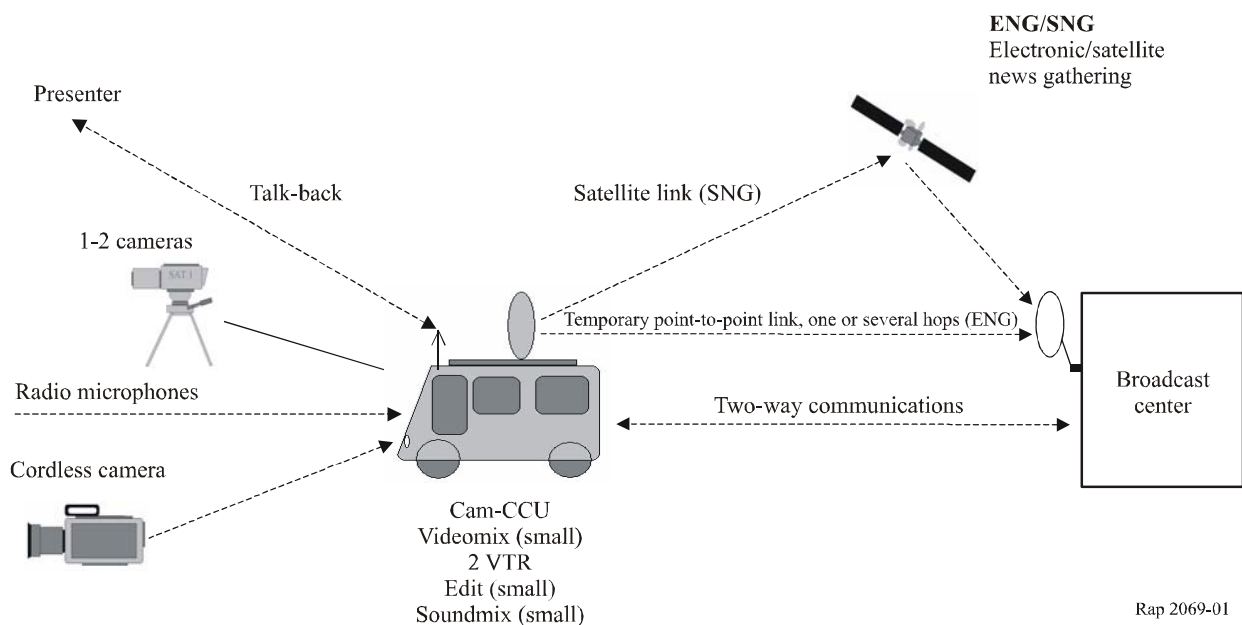 ENG/SNG
Electronic/satellite
news gathering
Presenter
Talk-back
Satellite link (SNG)
1-2 cameras
SAT 1
Temporary point-to-point link, one or several hops (ENG)
Radio microphones
Two-way communications
Broadcast
center
Cordless camera
Cam-CCU
Videomix (small)
2 VTR
Edit (small)
Soundmix (small)
Rap 2069-01